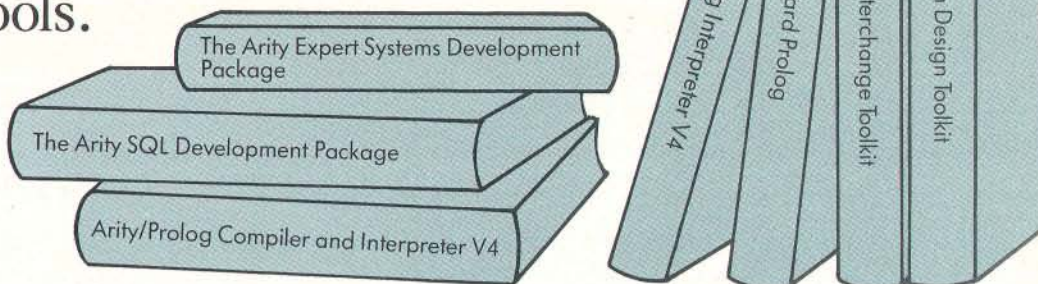 ools.
The Arity Expert Systems Development
Package
The Arity SQL Development Package
Arity/Prolog Compiler and Interpreter V4
g Interpreter V4
ard Prolog
terchange Toolkit
Design Toolkit